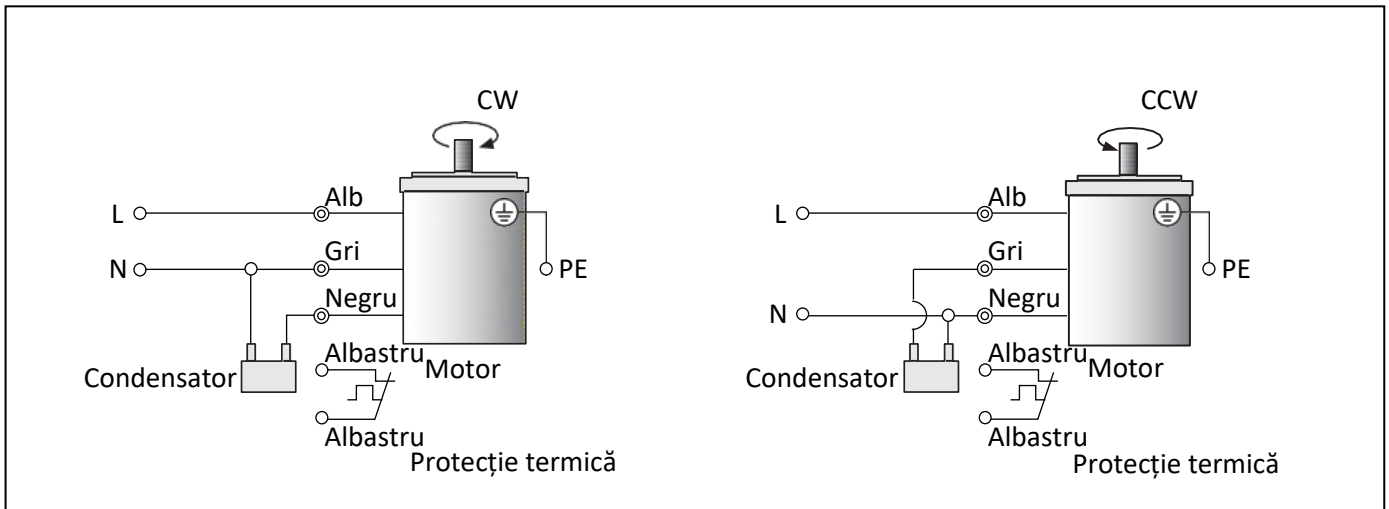 CW
Alb
L
Gri
N
PE
Negru
Albastru
Motor
Condensator
Albastru
Protecție termică
CCW
Alb
L
Gri
PE
Negru
N
Albastru
Motor
Condensator
Albastru
Protecție termică